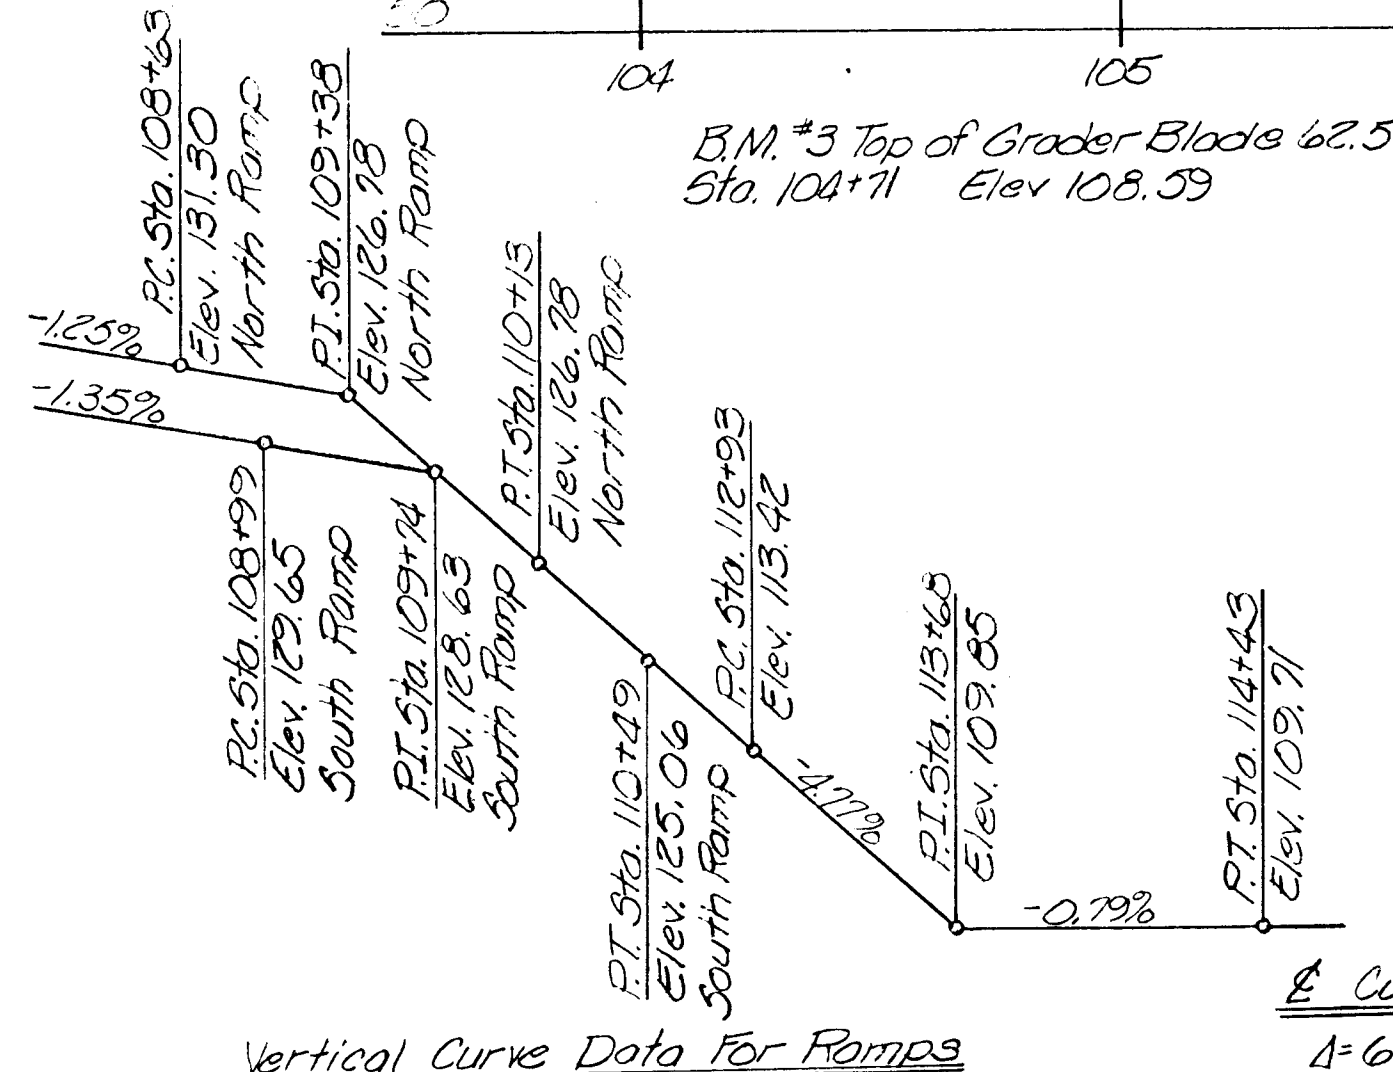 104
105
B.M. #3 Top of Grader Blade 62.5
Sta. 104+71 Elev 108.59
P.C. Sta. 108+63
Elev. 131.30
North Ramp
P.I. Sta. 109+38
Elev. 126.78
North Ramp
P.T. Sta. 110+13
Elev. 126.78
North Ramp
-1.25%
-1.35%
P.C. Sta. 108+99
Elev. 129.65
South Ramp
P.I. Sta. 109+74
Elev. 128.63
South Ramp
P.T. Sta. 110+49
Elev. 125.06
South Ramp
P.C. Sta. 112+93
Elev. 113.42
-4.77%
P.I. Sta. 113+68
Elev. 109.85
-0.79%
P.T. Sta. 114+43
Elev. 109.71
℄ Cu
Δ=6
Vertical Curve Data For Ramps